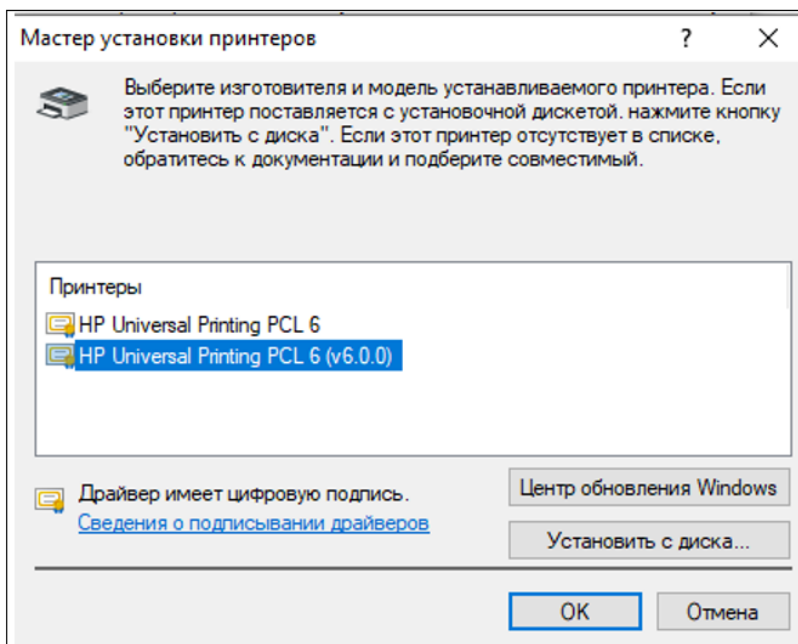 Мастер установки принтеров
?
Выберите изготовителя и модель устанавливаемого принтера. Если
этот принтер поставляется с установочной дискетой. нажмите кнопку
"Установить с диска". Если этот принтер отсутствует в списке,
обратитесь к документации и подберите совместимый.
Принтеры
HP Universal Printing PCL 6
HP Universal Printing PCL 6 (v6.0.0)
Драйвер имеет цифровую подпись.
Сведения о подписывании драйверов
Центр обновления Windows
Установить с диска...
OK
Отмена